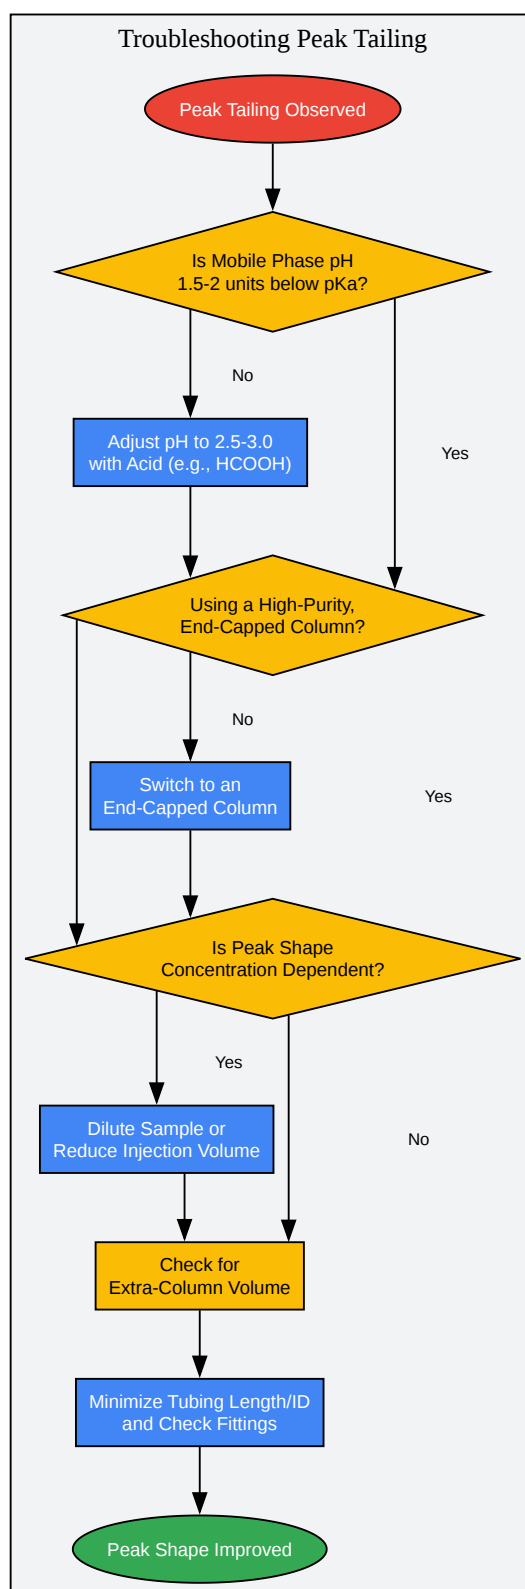 Troubleshooting Peak Tailing
Peak Tailing Observed
Is Mobile Phase pH
1.5-2 units below pKa?
No
Adjust pH to 2.5-3.0
with Acid (e.g., HCOOH)
Yes
Using a High-Purity,
End-Capped Column?
No
Switch to an
End-Capped Column
Yes
Is Peak Shape
Concentration Dependent?
Yes
Dilute Sample or
Reduce Injection Volume
No
Check for
Extra-Column Volume
Minimize Tubing Length/ID
and Check Fittings
Peak Shape Improved